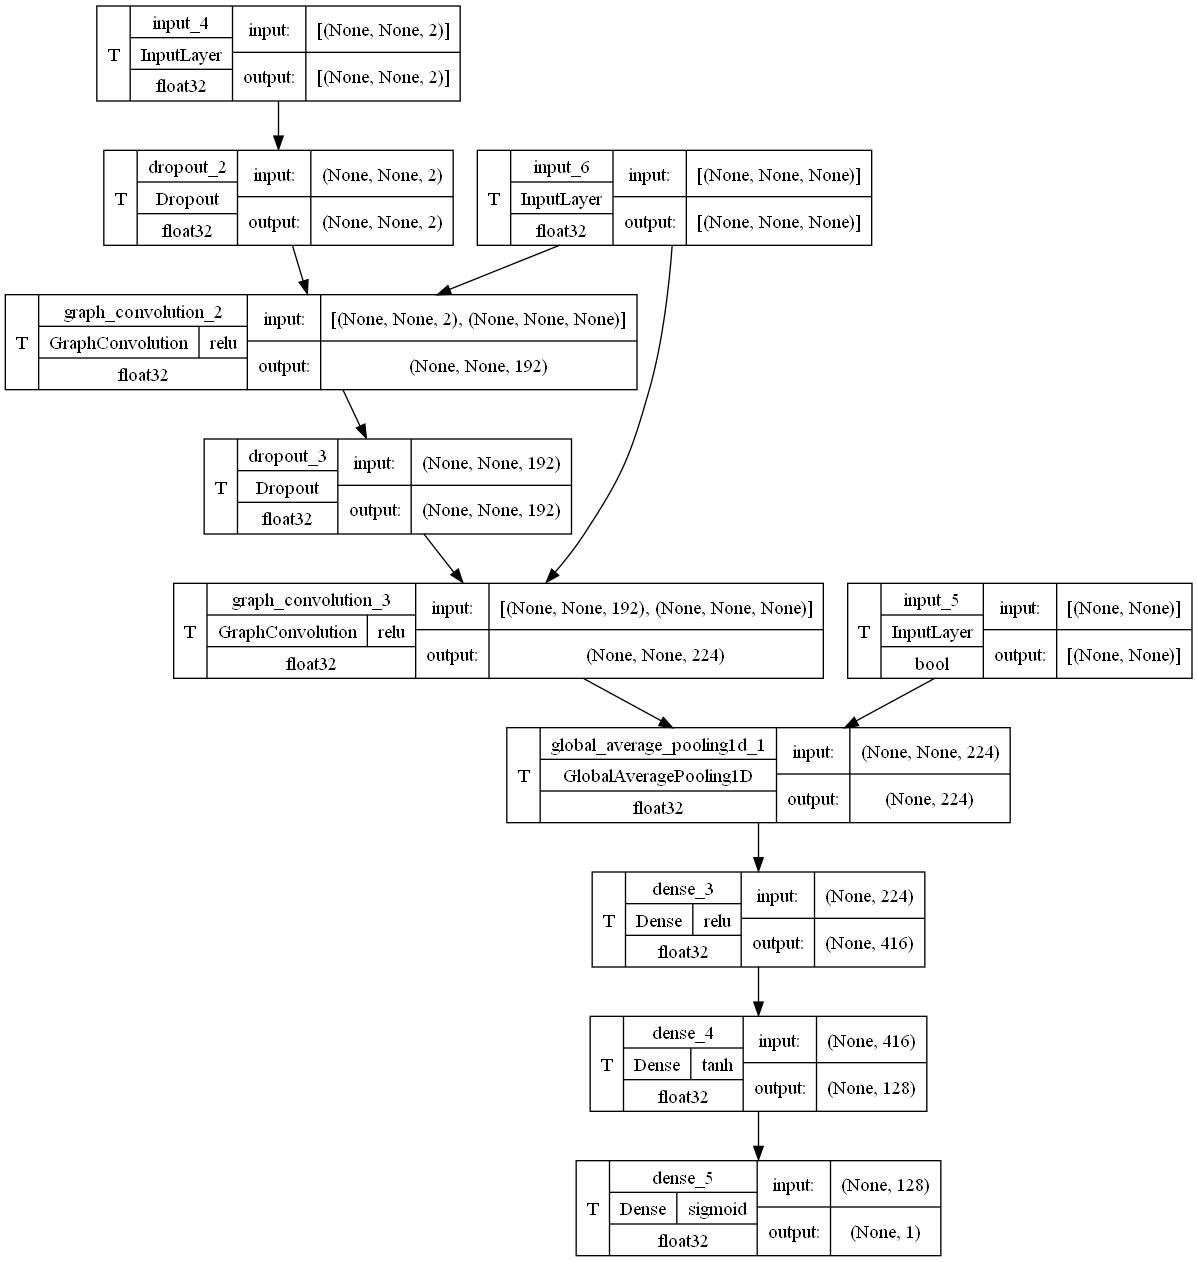 input_4
input:
[(None, None, 2)]
T
InputLayer
float32
output:
[(None, None, 2)]
dropout_2
input:
(None, None, 2)
T
Dropout
float32
output:
(None, None, 2)
input_6
input:
[(None, None, None)]
T
InputLayer
float32
output:
[(None, None, None)]
graph_convolution_2
input:
[(None, None, 2), (None, None, None)]
T
GraphConvolution
relu
float32
output:
(None, None, 192)
dropout_3
input:
(None, None, 192)
T
Dropout
float32
output:
(None, None, 192)
graph_convolution_3
input:
[(None, None, 192), (None, None, None)]
T
GraphConvolution
relu
float32
output:
(None, None, 224)
input_5
input:
[(None, None)]
T
InputLayer
bool
output:
[(None, None)]
global_average_pooling1d_1
input:
(None, None, 224)
T
GlobalAveragePooling1D
float32
output:
(None, 224)
dense_3
input:
(None, 224)
T
Dense
relu
float32
output:
(None, 416)
dense_4
input:
(None, 416)
T
Dense
tanh
float32
output:
(None, 128)
dense_5
input:
(None, 128)
T
Dense
sigmoid
float32
output:
(None, 1)